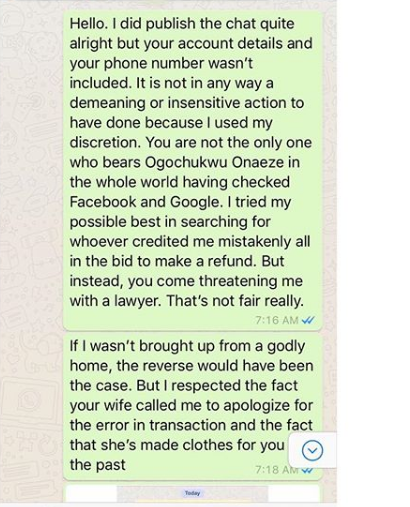 Hello. I did publish the chat quite
alright but your account details and
your phone number wasn't
included. It is not in any way a
demeaning or insensitive action to
have done because I used my
discretion. You are not the only one
who bears Ogochukwu Onaeze in
the whole world having checked
Facebook and Google. I tried my
possible best in searching for
whoever credited me mistakenly all
in the bid to make a refund. But
instead, you come threatening me
with a lawyer. That's not fair really.
7:16 AM
If I wasn't brought up from a godly
home, the reverse would have been
the case. But I respected the fact
your wife called me to apologize for
the error in transaction and the fact
that she's made clothes for you
the past
7:18 AM
Today